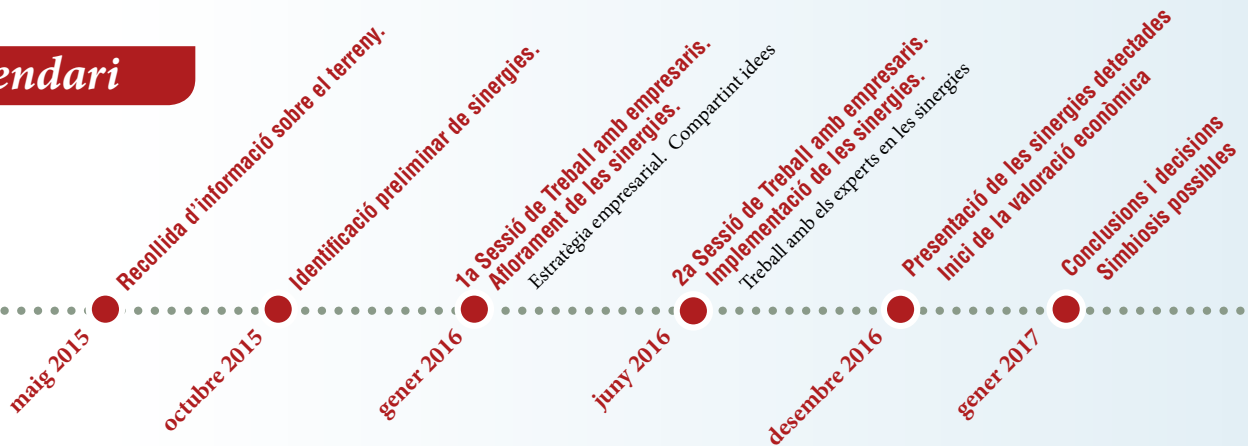 endari
Recollida d'informació sobre el terreny.
maig 2015
Identificació preliminar de sinergies.
octubre 2015
1a Sessió de Treball amb empresaris.
Aflorament de les sinergies.
Estratègia empresarial. Compartint idees
gener 2016
2a Sessió de Treball amb empresaris.
Implementació de les sinergies.
Treball amb els experts en les sinergies
juny 2016
Presentació de les sinergies detectades
Inici de la valoració econòmica
desembre 2016
Conclusions i decisions
Simbiosis possibles
gener 2017